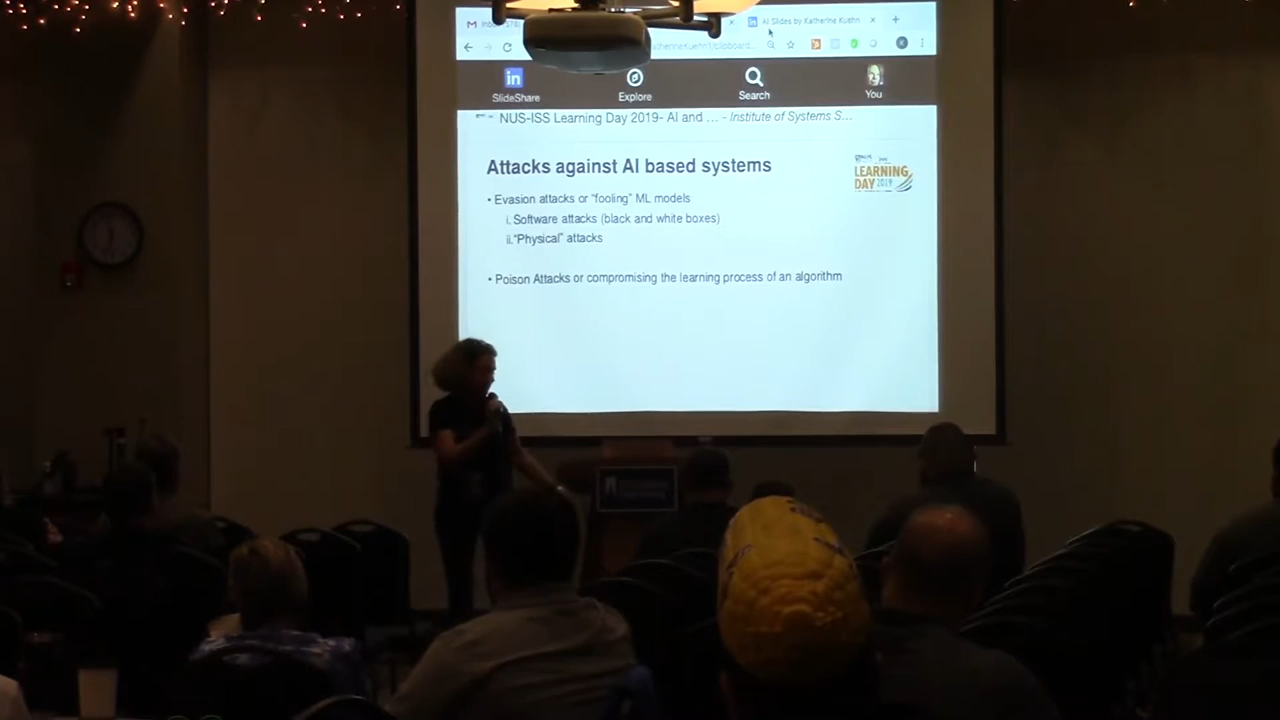 AI Slides by Katherine Kuehn
SlideShare
Explore
Search
You
NUS-ISS Learning Day 2019- AI and ... - Institute of Systems S...
Attacks against AI based systems
LEARNING
DAY 2019
• Evasion attacks or "fooling" ML models
i. Software attacks (black and white boxes)
ii."Physical" attacks
• Poison Attacks or compromising the learning process of an algorithm